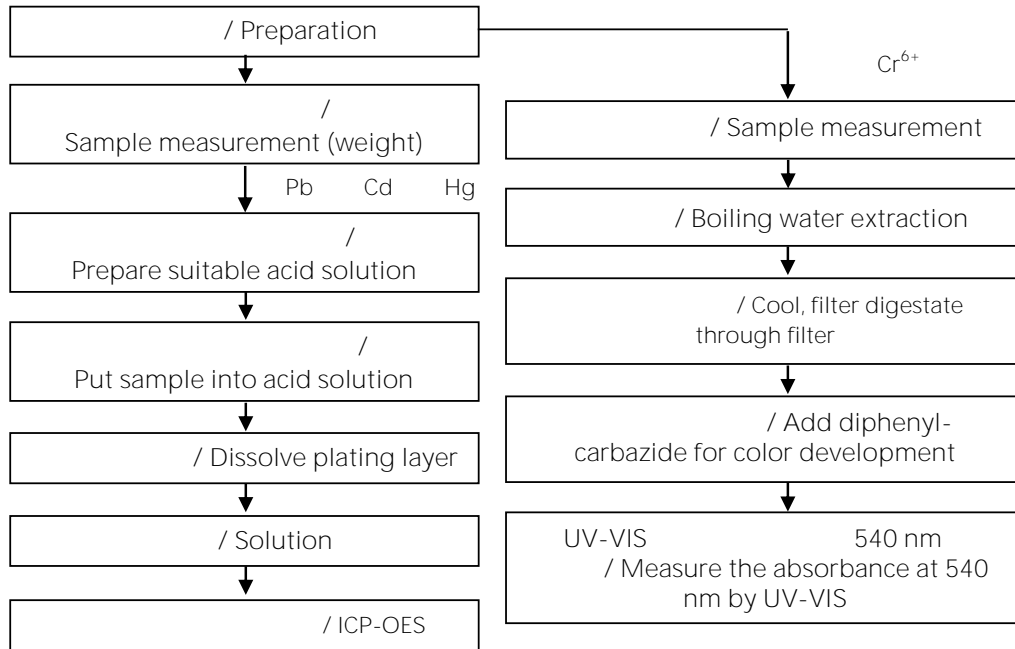 / Preparation
/
Sample measurement (weight)
Pb Cd Hg
/
Prepare suitable acid solution
/
Put sample into acid solution
/ Dissolve plating layer
/ Solution
/ ICP-OES
Cr⁶⁺
/ Sample measurement
/ Boiling water extraction
/ Cool, filter digestate
through filter
/ Add diphenyl-
carbazide for color development
UV-VIS 540 nm
/ Measure the absorbance at 540
nm by UV-VIS